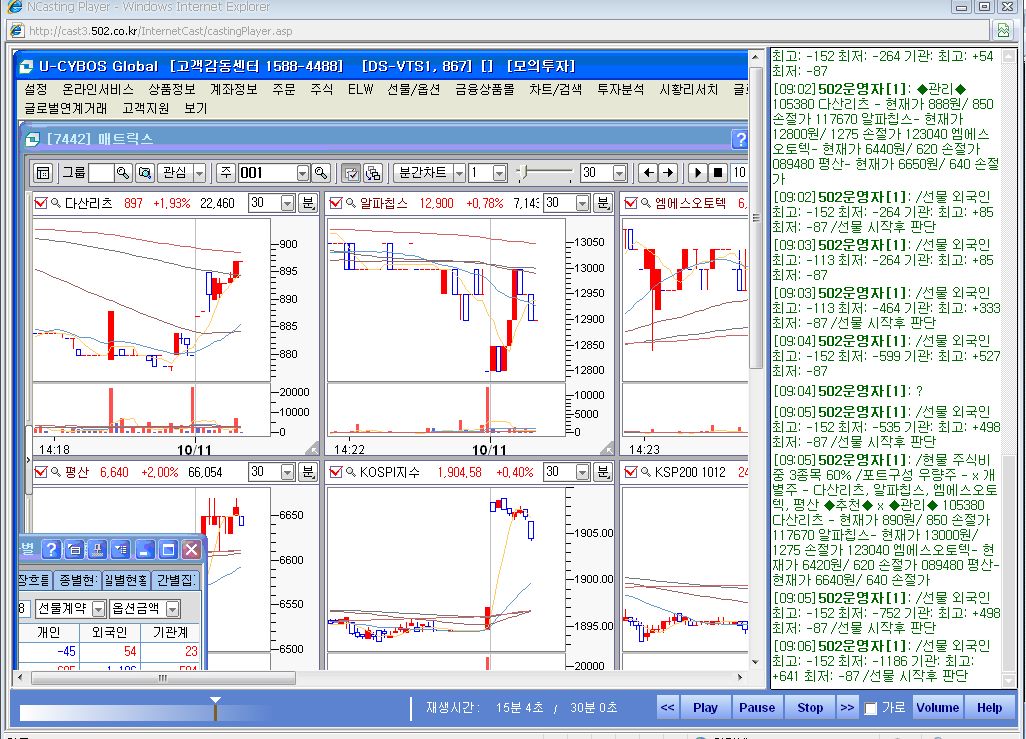 NCasting Player - Windows Internet Explorer
http://cast3.502.co.kr/InternetCast/castingPlayer.asp
U-CYBOS Global [고객감동센터 1588-4488] [DS-VTS1, 867] [] [모의투자]
설정 온라인서비스 상품정보 계좌정보 주문 주식 ELW 선물/옵션 금융상품몰 차트/검색 투자분석 시황리서치 글
글로벌연계거래 고객지원 보기
[7442] 매트릭스 ?
그룹 관심 주 001 분간차트 1 30 10
다산리츠 897 +1,93% 22,460 30 분
알파칩스 12,900 +0,78% 7,143 30 분
엠에스오토텍 6,
900
895
890
885
880
20000
10000
0
14:18 10/11
13050
13000
12950
12900
12850
12800
10000
5000
0
14:22 10/11
14:23
평산 6,640 +2,00% 66,054 30 분
KOSPI지수 1,904,58 +0,40% 30 분
KSP200 1012 24
6650
6600
6550
6500
1905.00
1900.00
1895.00
20000
별 ?
장흐름 종별현 일별현황 간별집
8 선물계약 옵션금액
개인 외국인 기관계
-45 54 23
최고: -152 최저: -264 기관: 최고: +54
최저: -87
[09:02]502운영자[1]: ◆관리◆
105380 다산리츠 - 현재가 888원/ 850
손절가 117670 알파칩스- 현재가
12800원/ 1275 손절가 123040 엠에스
오토텍- 현재가 6440원/ 620 손절가
089480 평산- 현재가 6650원/ 640 손절
가
[09:02]502운영자[1]: /선물 외국인
최고: -152 최저: -264 기관: 최고: +85
최저: -87 /선물 시작후 판단
[09:03]502운영자[1]: /선물 외국인
최고: -113 최저: -264 기관: 최고: +85
최저: -87
[09:03]502운영자[1]: /선물 외국인
최고: -113 최저: -464 기관: 최고: +333
최저: -87 /선물 시작후 판단
[09:04]502운영자[1]: /선물 외국인
최고: -152 최저: -599 기관: 최고: +527
최저: -87
[09:04]502운영자[1]: ?
[09:05]502운영자[1]: /선물 외국인
최고: -152 최저: -535 기관: 최고: +498
최저: -87 /선물 시작후 판단
[09:05]502운영자[1]: /현물 주식비
중 3종목 60% /포트구성 우량주 - x 개
별주 - 다산리츠, 알파칩스, 엠에스오토
텍, 평산 ◆추천◆ x ◆관리◆ 105380
다산리츠 - 현재가 890원/ 850 손절가
117670 알파칩스- 현재가 13000원/
1275 손절가 123040 엠에스오토텍- 현
재가 6420원/ 620 손절가 089480 평산-
현재가 6640원/ 640 손절가
[09:05]502운영자[1]: /선물 외국인
최고: -152 최저: -752 기관: 최고: +498
최저: -87 /선물 시작후 판단
[09:06]502운영자[1]: /선물 외국인
최고: -152 최저: -1186 기관: 최고:
+641 최저: -87 /선물 시작후 판단
재생시간: 15분 4초 / 30분 0초
<< Play Pause Stop >> 가로 Volume Help